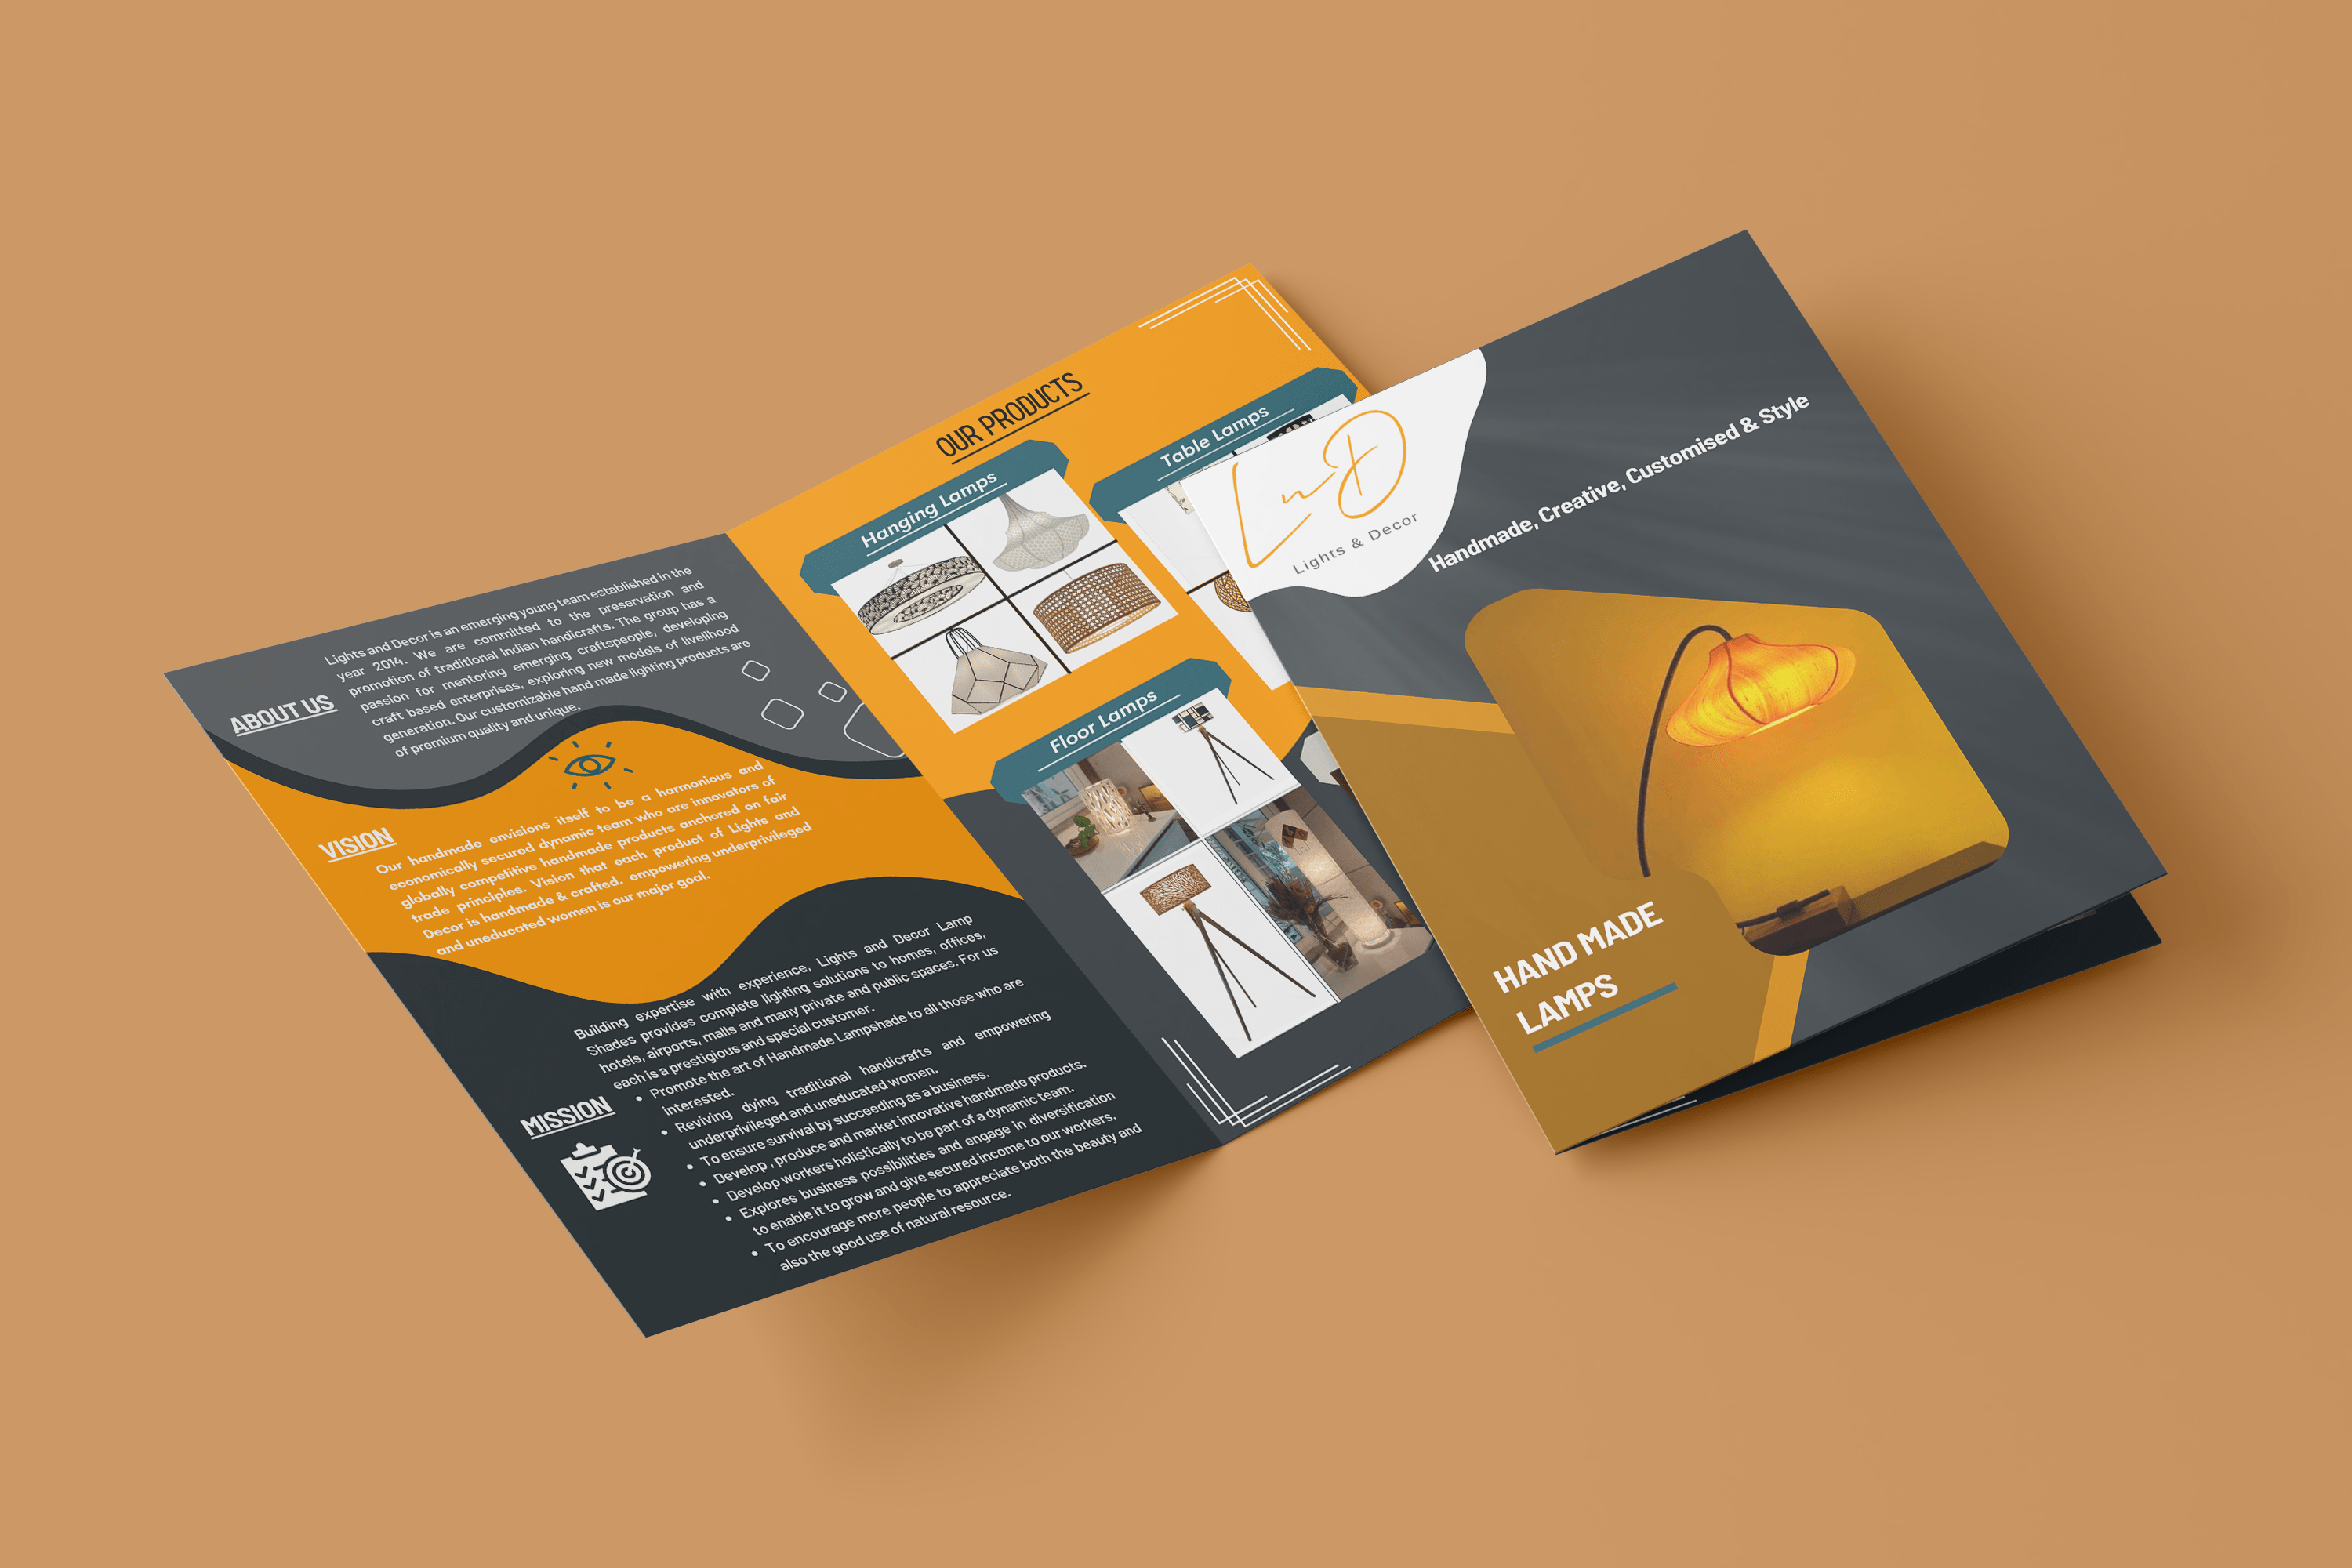 ABOUT US
Lights and Decor is an emerging young team established in the
year 2014. We are committed to the preservation and
promotion of traditional Indian handicrafts. The group has a
passion for mentoring emerging craftspeople, developing
craft based enterprises, exploring new models of livelihood
generation. Our customizable hand made lighting products are
of premium quality and unique.
VISION
Our handmade envisions itself to be a harmonious and
economically secured dynamic team who are innovators of
globally competitive handmade products anchored on fair
trade principles. Vision that each product of Lights and
Decor is handmade & crafted. empowering underprivileged
and uneducated women is our major goal.
MISSION
Building expertise with experience, Lights and Decor Lamp
Shades provides complete lighting solutions to homes, offices,
hotels, airports, malls and many private and public spaces. For us
each is a prestigious and special customer.
• Promote the art of Handmade Lampshade to all those who are
interested.
• Reviving dying traditional handicrafts and empowering
underprivileged and uneducated women.
• To ensure survival by succeeding as a business.
• Develop , produce and market innovative handmade products.
• Develop workers holistically to be part of a dynamic team.
• Explores business possibilities and engage in diversification
to enable it to grow and give secured income to our workers.
• To encourage more people to appreciate both the beauty and
also the good use of natural resource.
OUR PRODUCTS
Hanging Lamps
Table Lamps
Floor Lamps
LnD
Lights & Decor
Handmade, Creative, Customised & Style
HAND MADE
LAMPS